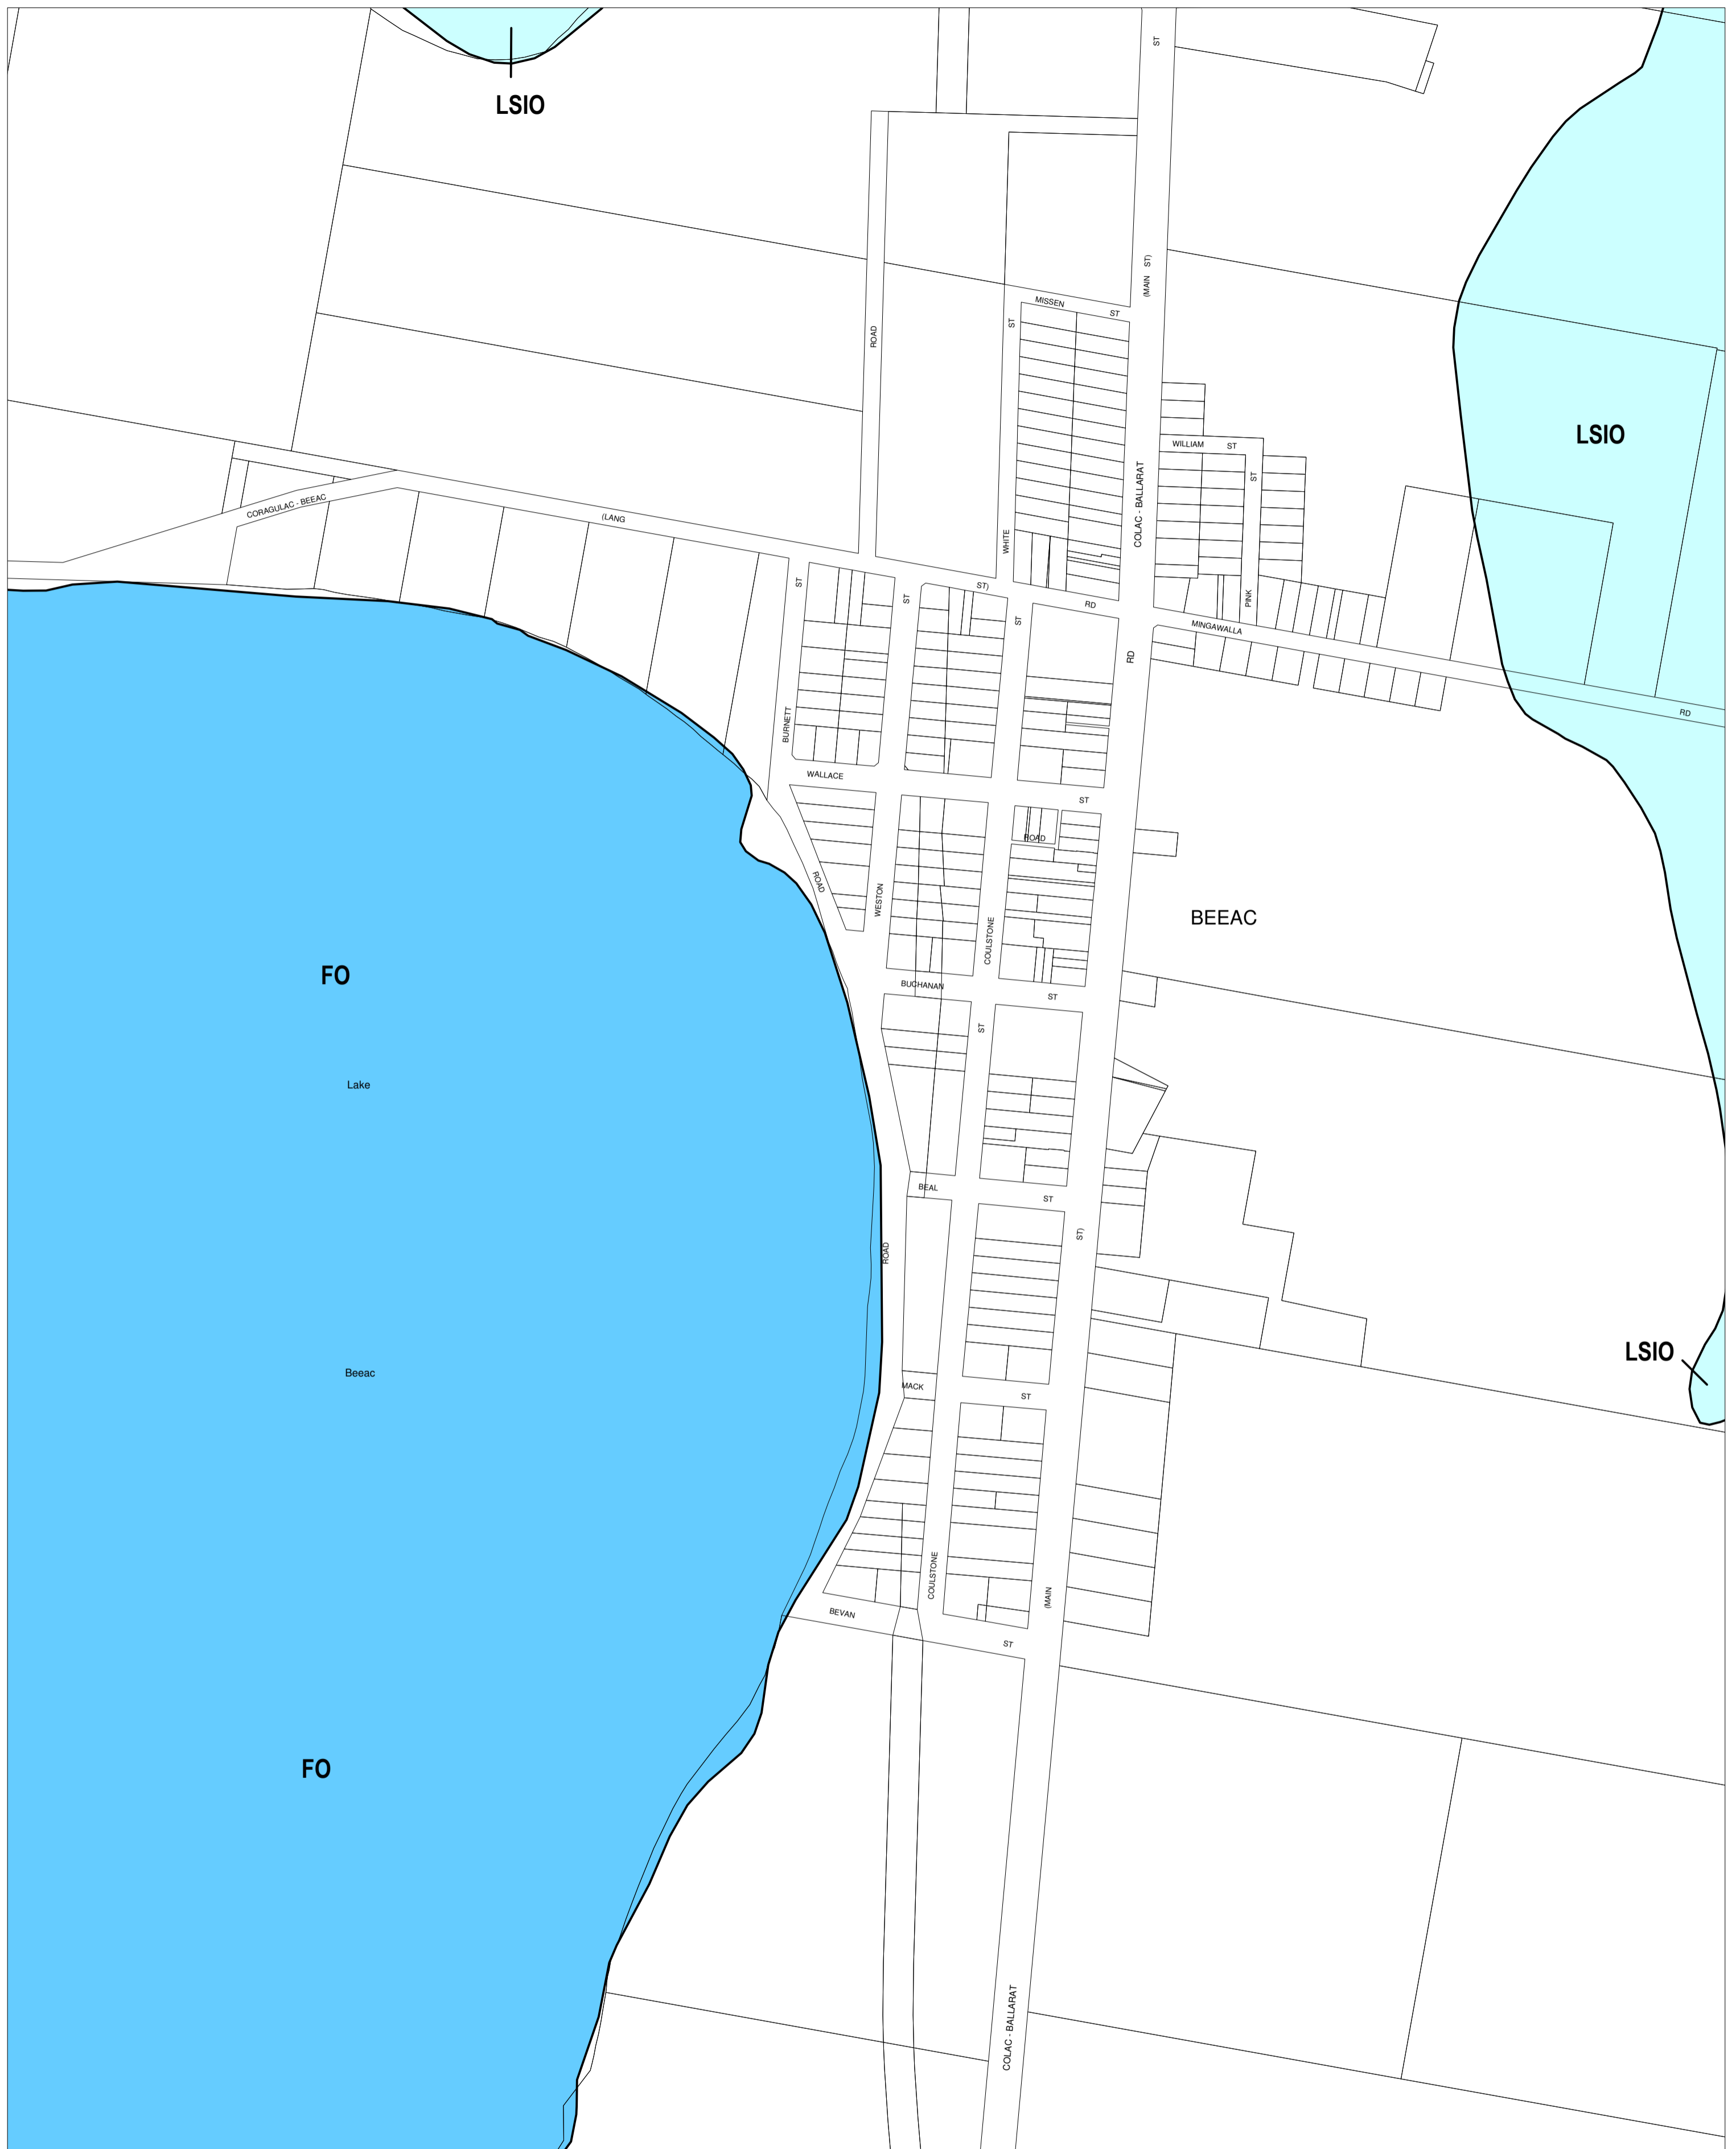 ST
LSIO
(MAIN ST)
MISSEN ST
ST
ROAD
LSIO
WILLIAM ST
COLAC - BALLARAT
ST
CORAGULAC - BEEAC
(LANG
WHITE
ST
ST
ST)
ST
RD
PINK
MINGAWALLA
RD
RD
BURNETT
WALLACE
ST
ROAD
ROAD
WESTON
BEEAC
COULSTONE
FO
BUCHANAN
ST
ST
Lake
BEAL
ST
ST)
ROAD
LSIO
Beeac
MACK
ST
COULSTONE
(MAIN
BEVAN
ST
FO
COLAC - BALLARAT